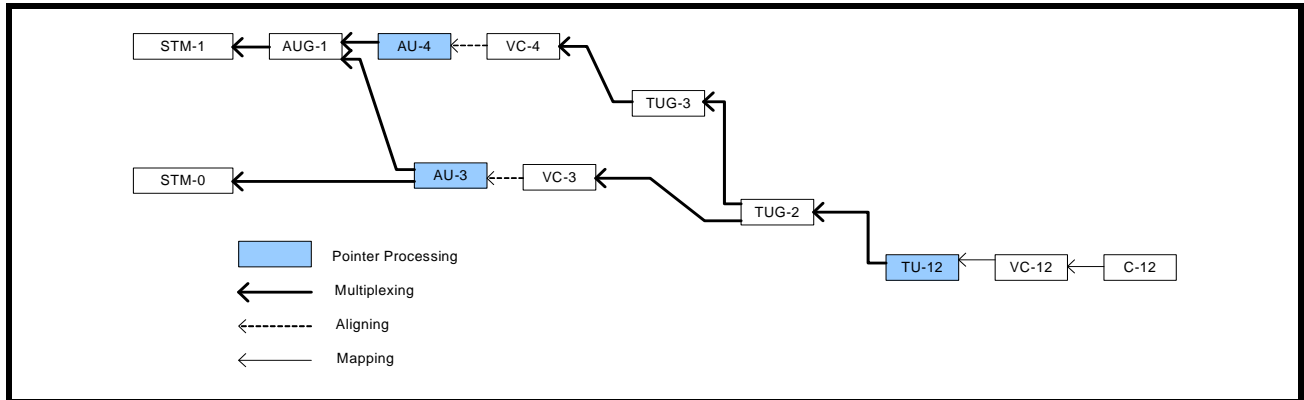 STM-1
AUG-1
AU-4
VC-4
TUG-3
STM-0
AU-3
VC-3
TUG-2
TU-12
VC-12
C-12
Pointer Processing
Multiplexing
Aligning
Mapping